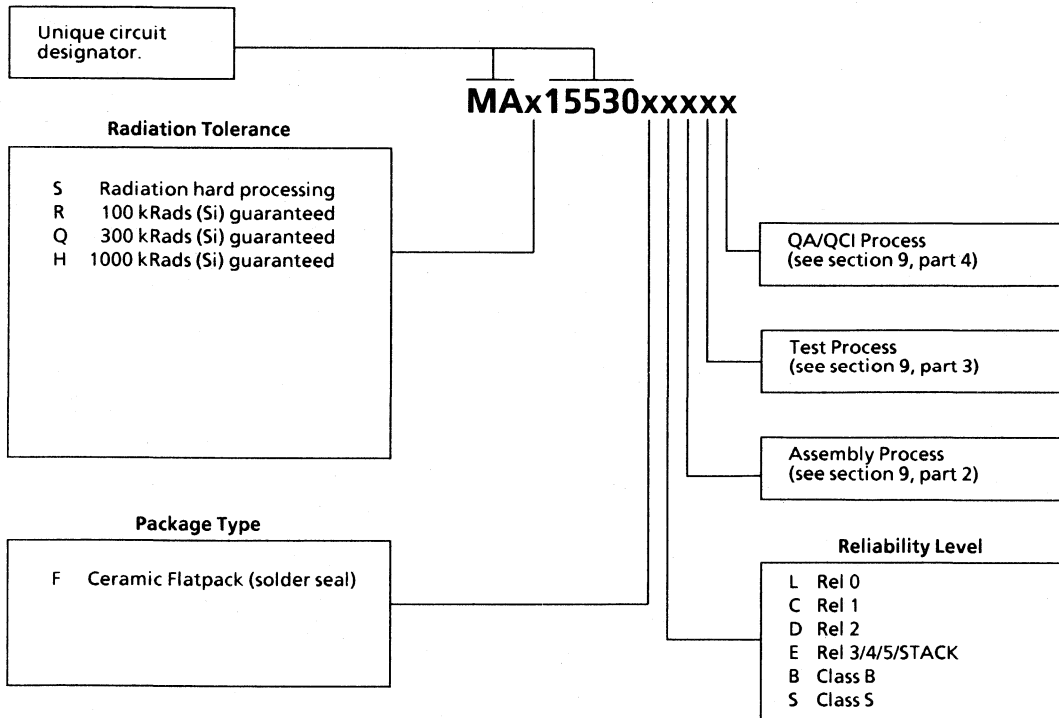 Unique circuit
designator.
MAx15530xxxxx
Radiation Tolerance
S Radiation hard processing
R 100 kRads (Si) guaranteed
Q 300 kRads (Si) guaranteed
H 1000 kRads (Si) guaranteed
QA/QCI Process
(see section 9, part 4)
Test Process
(see section 9, part 3)
Assembly Process
(see section 9, part 2)
Package Type
F Ceramic Flatpack (solder seal)
Reliability Level
L Rel 0
C Rel 1
D Rel 2
E Rel 3/4/5/STACK
B Class B
S Class S